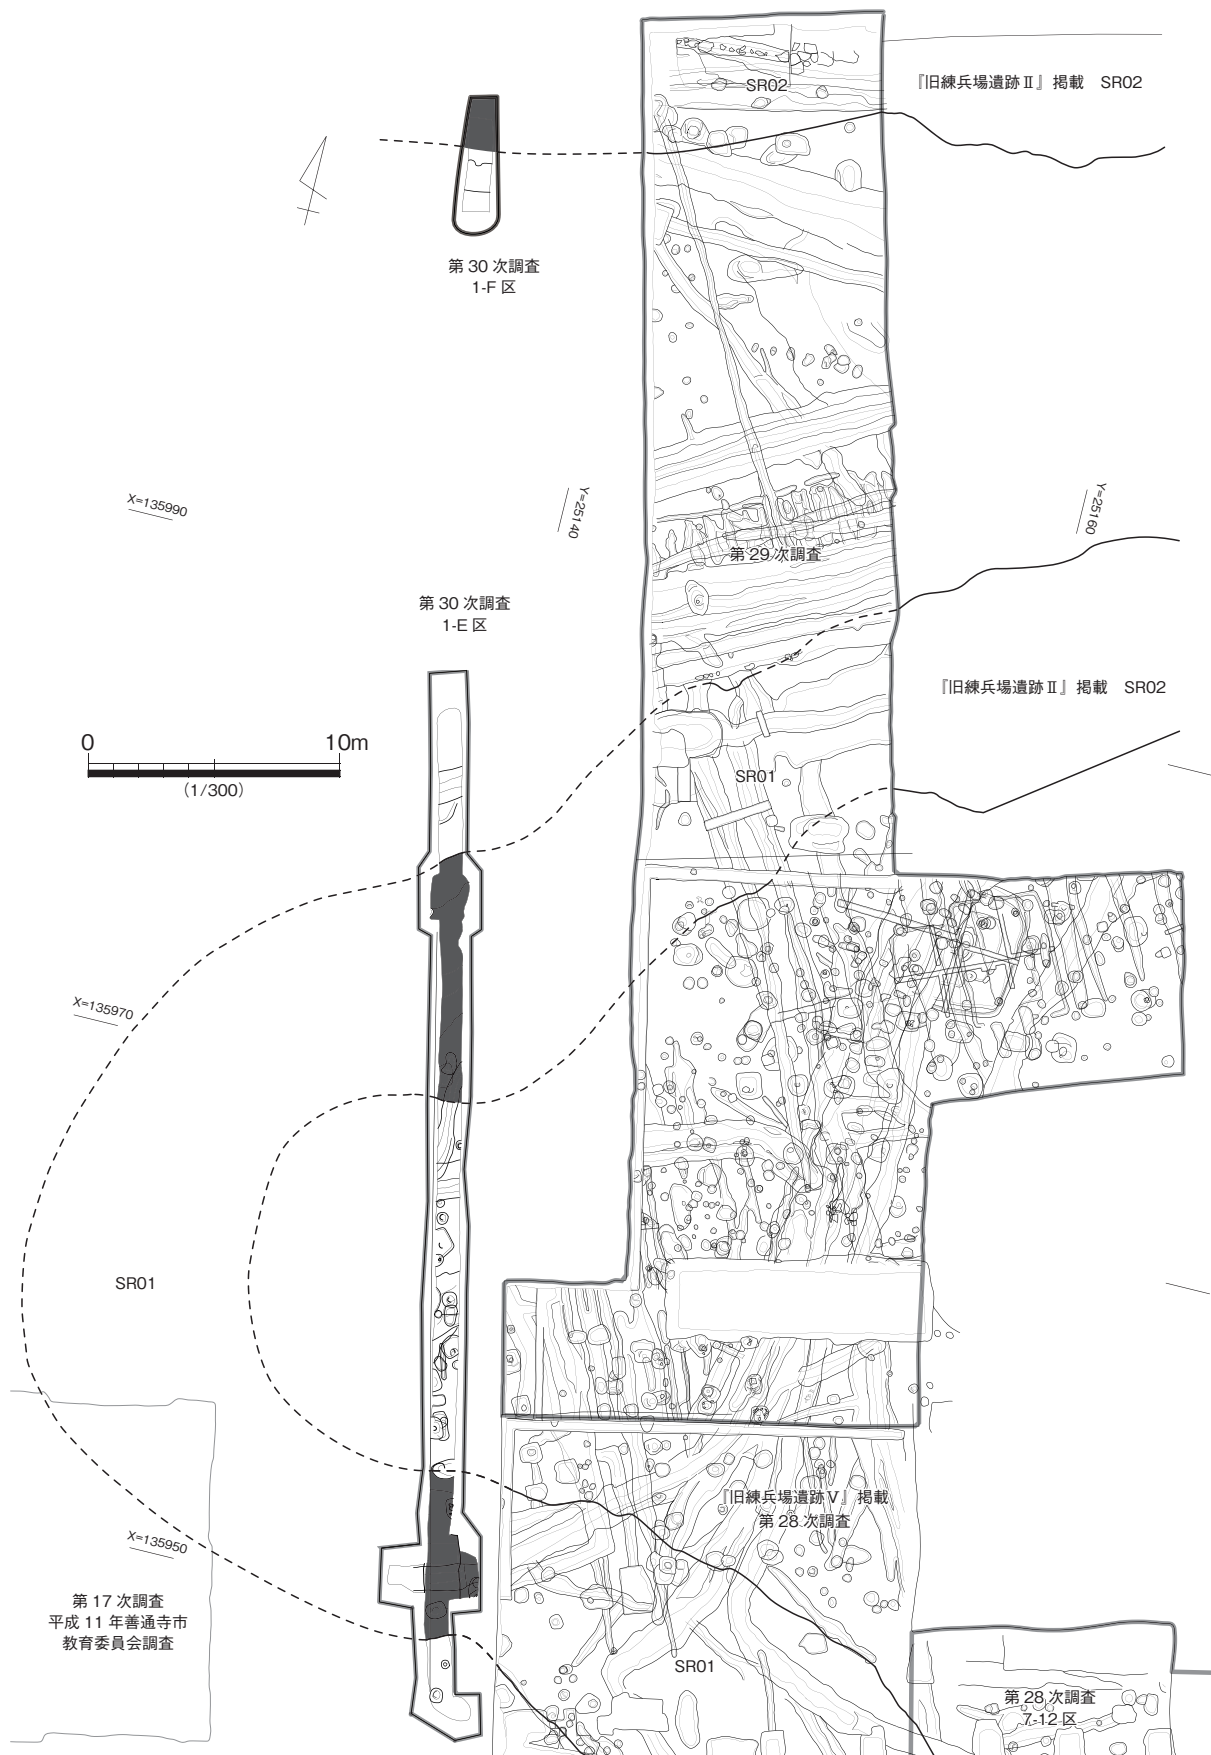 SR02
『旧練兵場遺跡Ⅱ』掲載　SR02
第 30 次調査
1-F 区
X=135990
Y=25140
Y=25160
第 29 次調査
第 30 次調査
1-E 区
『旧練兵場遺跡Ⅱ』掲載　SR02
0
10m
（1/300）
SR01
X=135970
SR01
『旧練兵場遺跡Ⅴ』掲載
第 28 次調査
X=135950
第 17 次調査
平成 11 年善通寺市
教育委員会調査
SR01
第 28 次調査
7-12 区